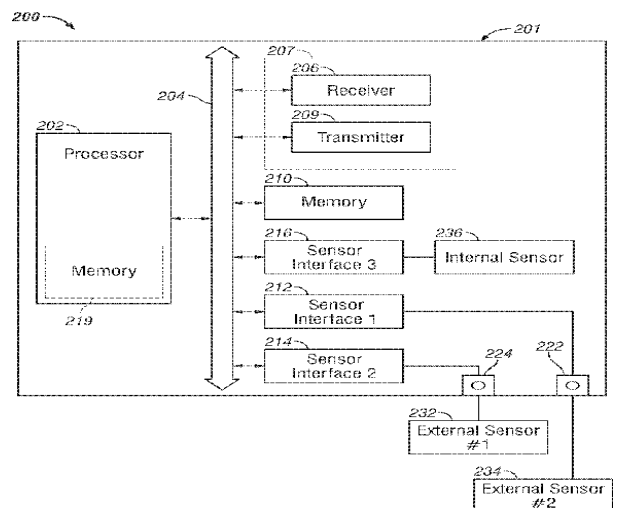 200
201
207
206
Receiver
204
209
Transmitter
202
Processor
210
Memory
216
Sensor
Interface 3
236
Internal Sensor
Memory
219
212
Sensor
Interface 1
214
Sensor
Interface 2
224
222
232
External Sensor
#1
234
External Sensor
#2